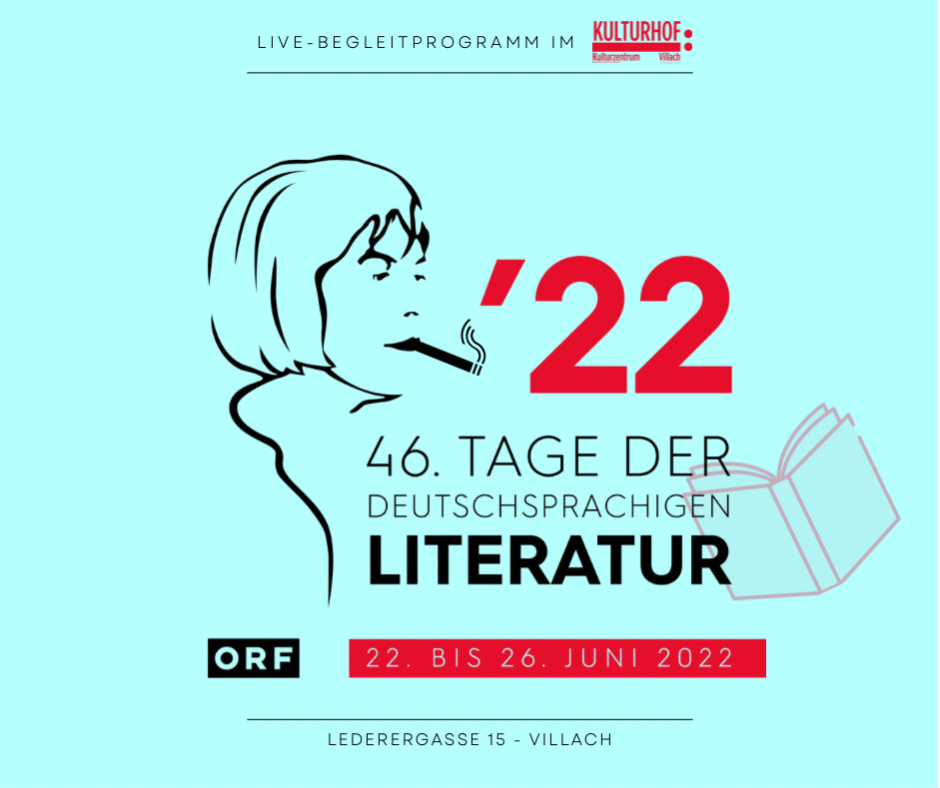 LIVE-BEGLEITPROGRAMM IM
KULTURHOF:
Kulturzentrum Villach
'22
46. TAGE DER
DEUTSCHSPRACHIGEN
LITERATUR
ORF
22. BIS 26. JUNI 2022
LEDERERGASSE 15 - VILLACH